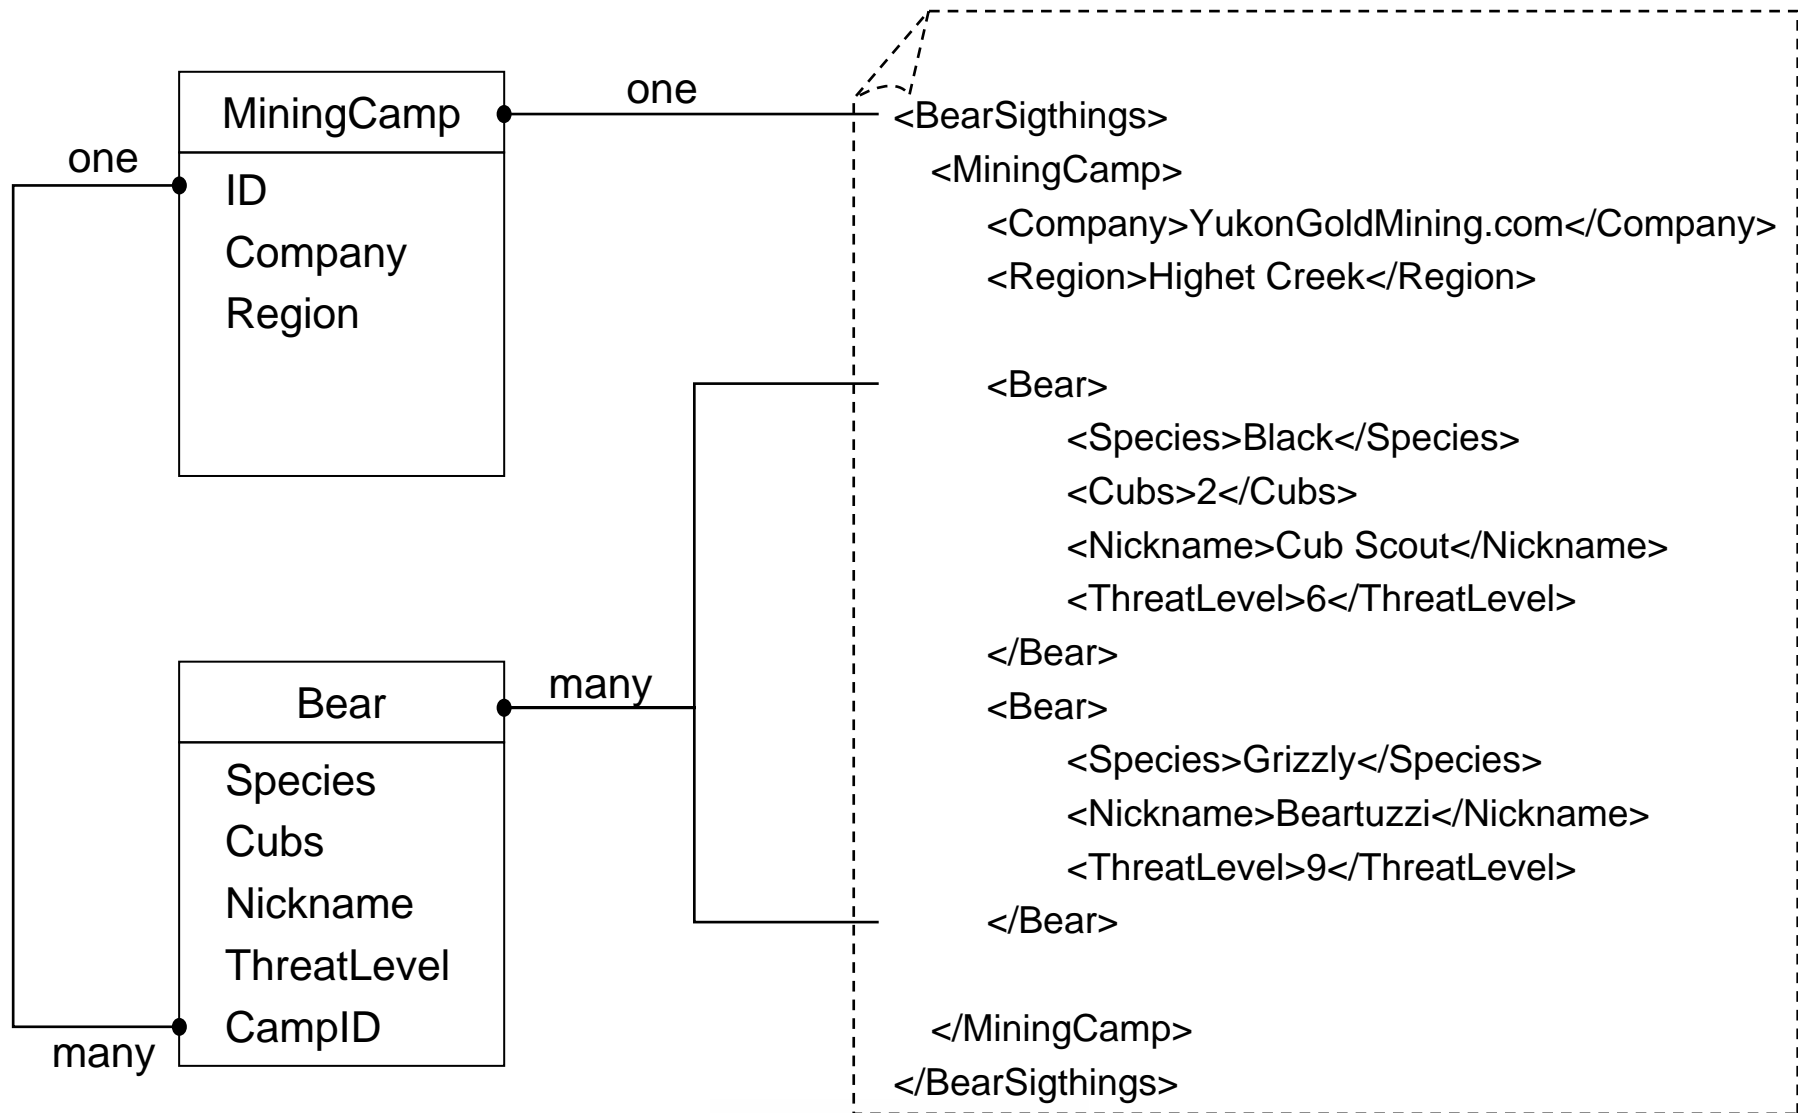 one
MiningCamp
ID
Company
Region
one
many
Bear
Species
Cubs
Nickname
ThreatLevel
CampID
many
<BearSigthings>
<MiningCamp>
<Company>YukonGoldMining.com</Company>
<Region>Highet Creek</Region>
<Bear>
<Species>Black</Species>
<Cubs>2</Cubs>
<Nickname>Cub Scout</Nickname>
<ThreatLevel>6</ThreatLevel>
</Bear>
<Bear>
<Species>Grizzly</Species>
<Nickname>Beartuzzi</Nickname>
<ThreatLevel>9</ThreatLevel>
</Bear>
</MiningCamp>
</BearSigthings>